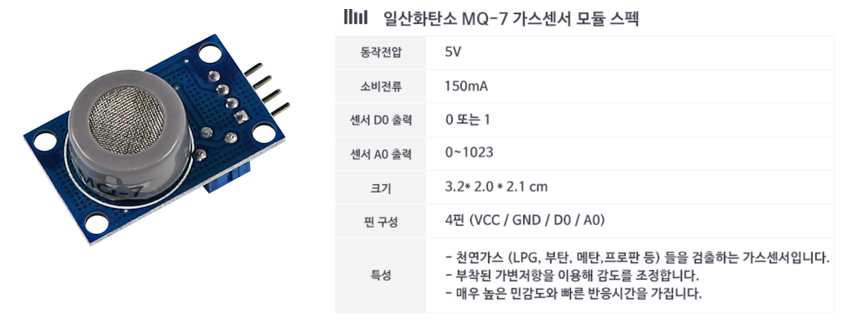 일산화탄소 MQ-7 가스센서 모듈 스펙
동작전압 5V
소비전류 150mA
센서 D0 출력 0 또는 1
센서 A0 출력 0~1023
크기 3.2* 2.0 * 2.1 cm
핀 구성 4핀 (VCC / GND / D0 / A0)
특성
- 천연가스 (LPG, 부탄, 메탄,프로판 등) 들을 검출하는 가스센서입니다.
- 부착된 가변저항을 이용해 감도를 조정합니다.
- 매우 높은 민감도와 빠른 반응시간을 가집니다.
MQ-7